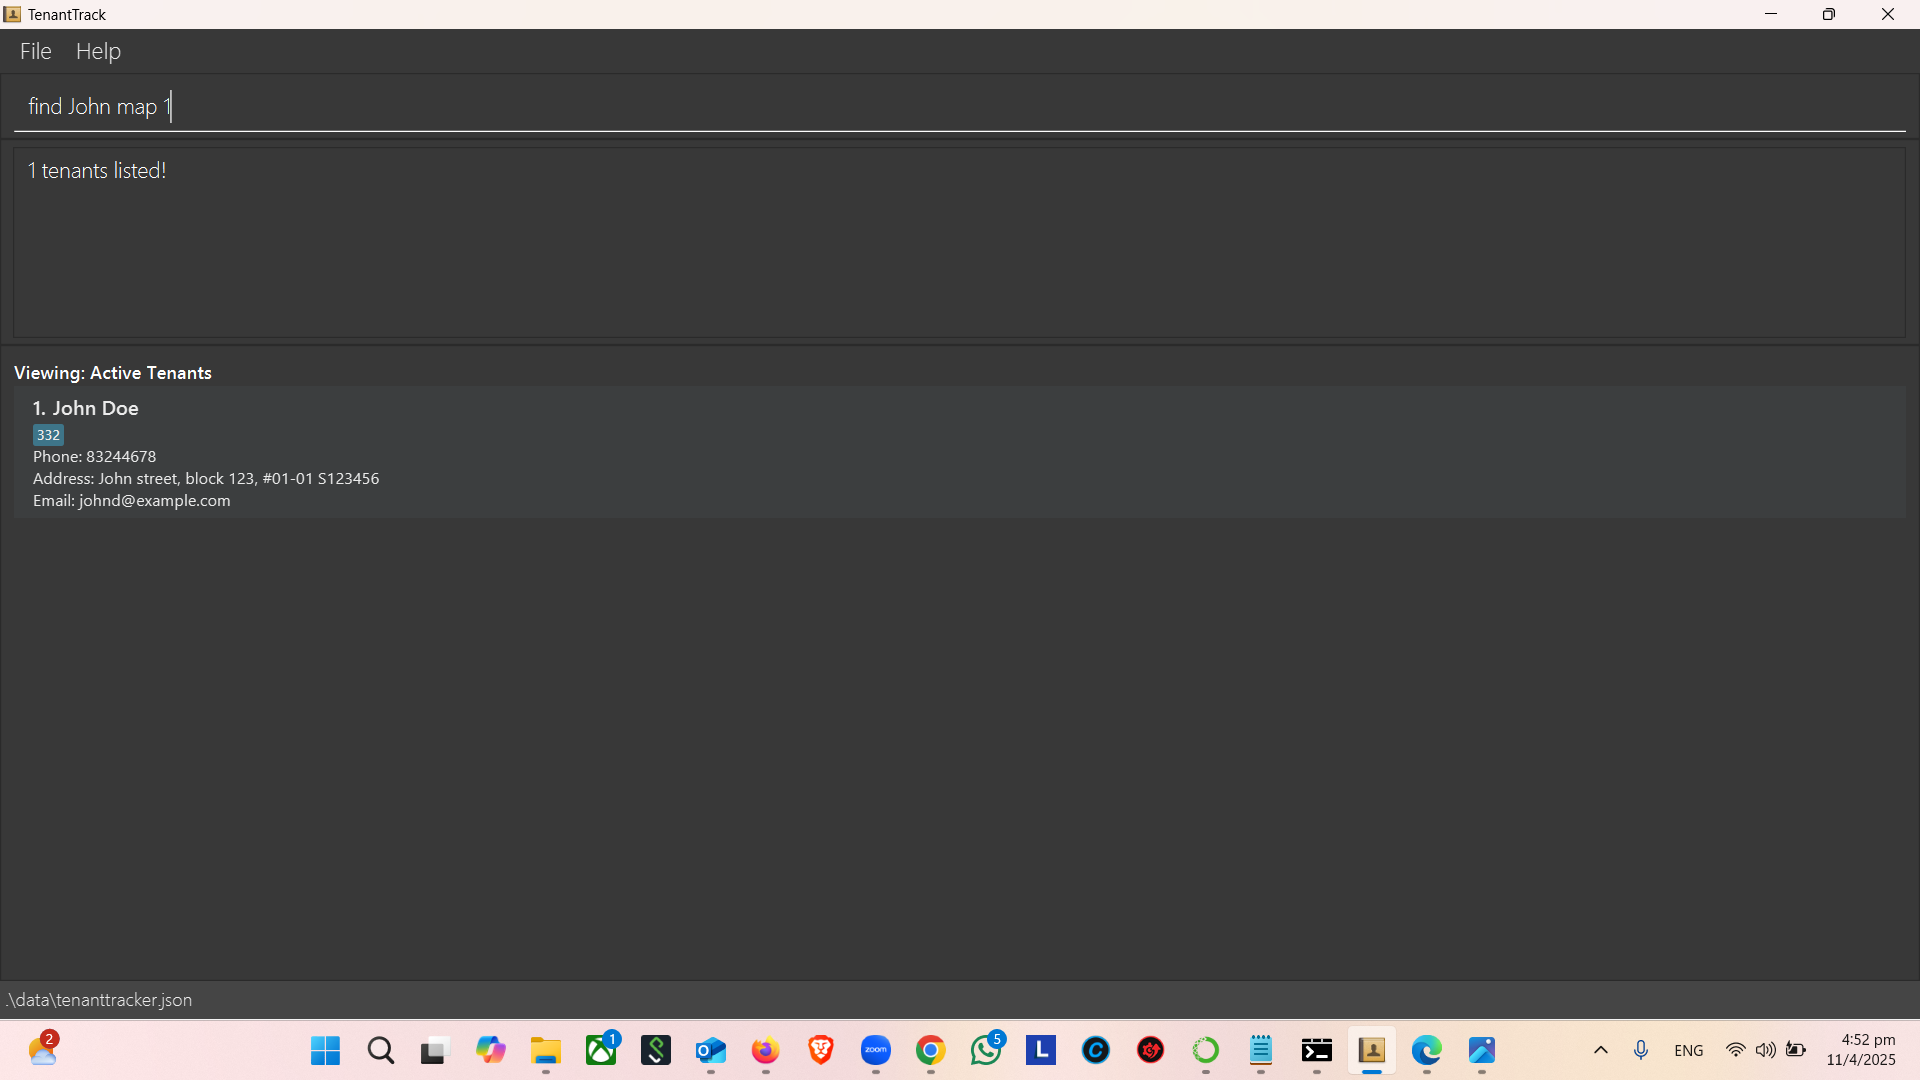 TenantTrack
File Help
find John map 1
1 tenants listed!
Viewing: Active Tenants
1. John Doe
332
Phone: 83244678
Address: John street, block 123, #01-01 S123456
Email: johnd@example.com
.\data\tenanttracker.json
2
1
zoom
5
L
ENG
4:52 pm
11/4/2025